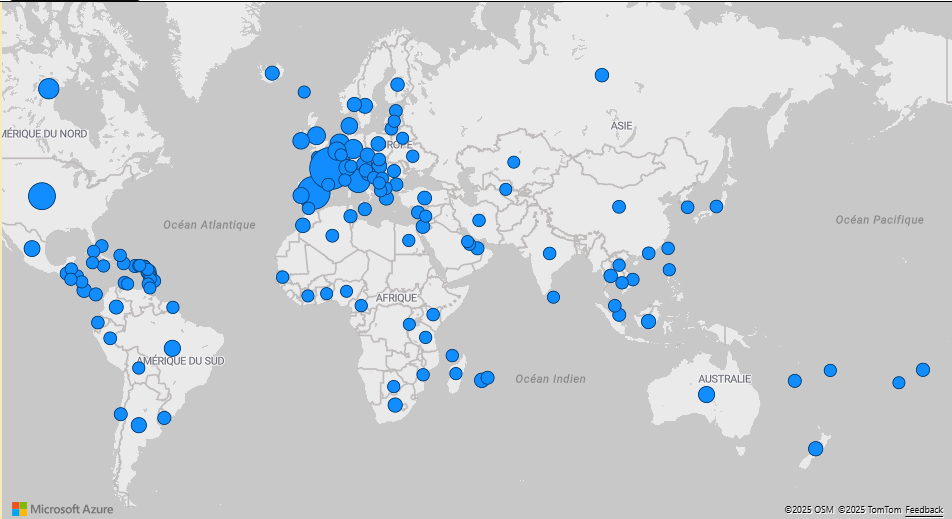 ASIE
MÉRIQUE DU NORD
ROPE
Océan Atlantique
Océan Pacifique
AFRIQUE
AMÉRIQUE DU SUD
Océan Indien
AUSTRALIE
Microsoft Azure
©2025 OSM ©2025 TomTom Feedback